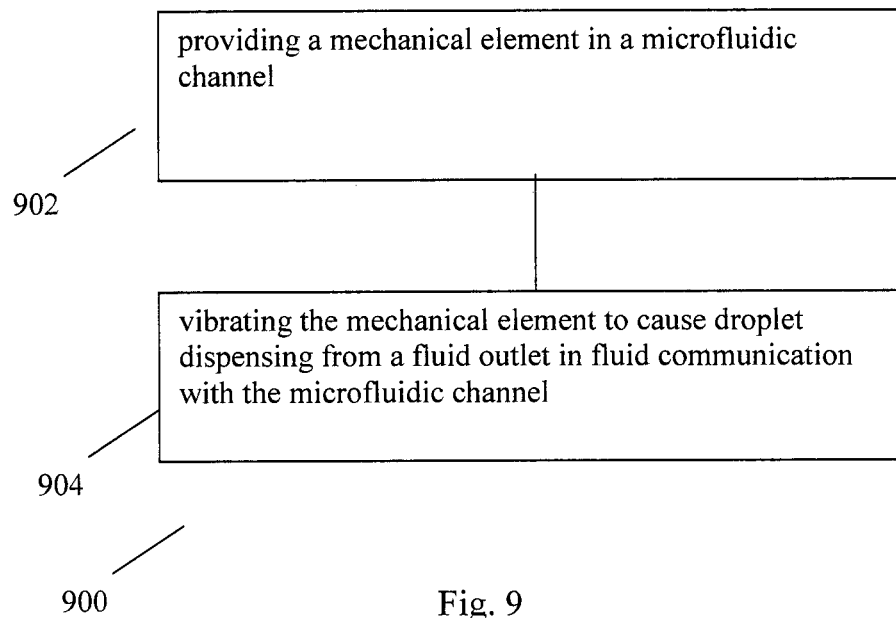 providing a mechanical element in a microfluidic
channel
902
vibrating the mechanical element to cause droplet
dispensing from a fluid outlet in fluid communication
with the microfluidic channel
904
900
Fig. 9